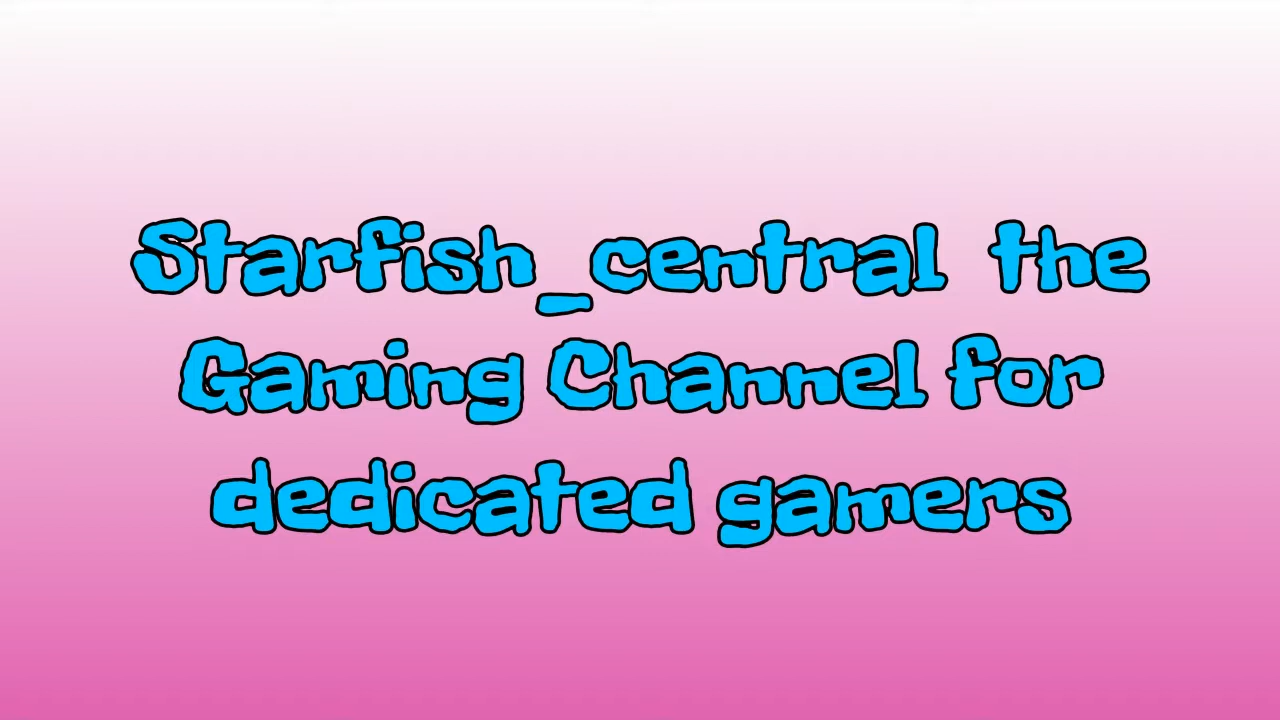 Starfish_central  the
Gaming Channel for
dedicated gamers